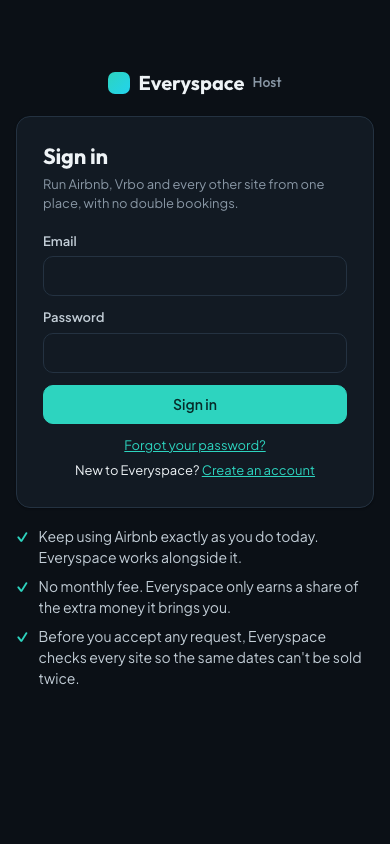 Everyspace Host
Sign in
Run Airbnb, Vrbo and every other site from one
place, with no double bookings.
Email
Password
Sign in
Forgot your password?
New to Everyspace? Create an account
Keep using Airbnb exactly as you do today.
Everyspace works alongside it.
No monthly fee. Everyspace only earns a share of
the extra money it brings you.
Before you accept any request, Everyspace
checks every site so the same dates can't be sold
twice.